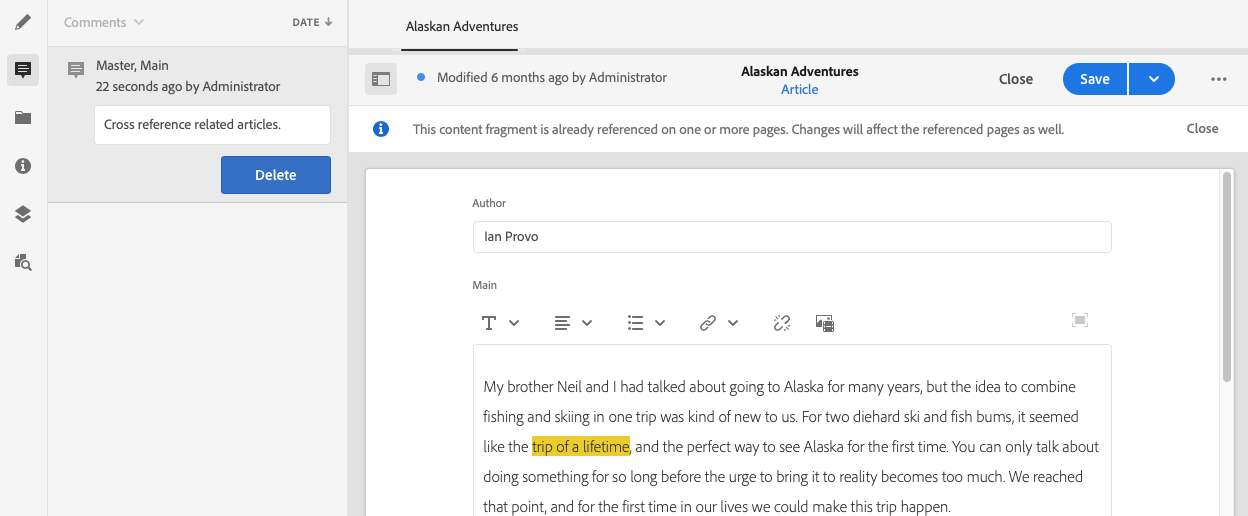 Comments
DATE
Master, Main
22 seconds ago by Administrator
Cross reference related articles.
Delete
Alaskan Adventures
Modified 6 months ago by Administrator
Alaskan Adventures
Article
Close
Save
This content fragment is already referenced on one or more pages. Changes will affect the referenced pages as well.
Close
Author
Ian Provo
Main
My brother Neil and I had talked about going to Alaska for many years, but the idea to combine
fishing and skiing in one trip was kind of new to us. For two diehard ski and fish bums, it seemed
like the trip of a lifetime, and the perfect way to see Alaska for the first time. You can only talk about
doing something for so long before the urge to bring it to reality becomes too much. We reached
that point, and for the first time in our lives we could make this trip happen.